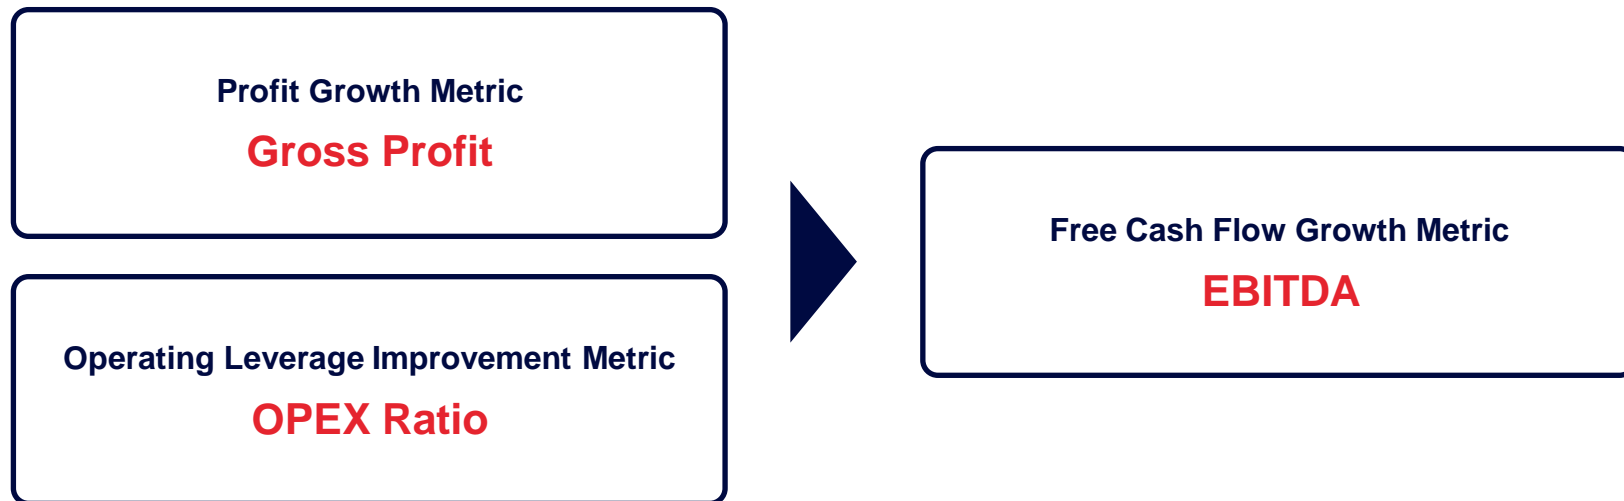 Profit Growth Metric
Gross Profit
Operating Leverage Improvement Metric
OPEX Ratio
Free Cash Flow Growth Metric
EBITDA